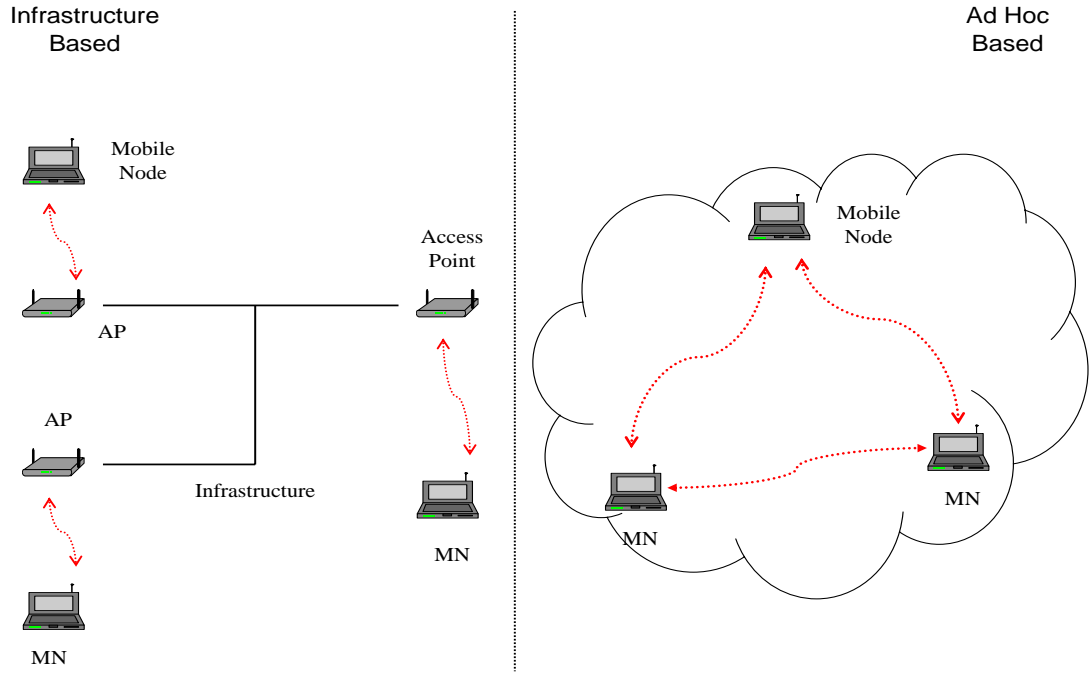 Infrastructure
Based
Mobile
Node
Access
Point
AP
AP
Infrastructure
MN
MN
Ad Hoc
Based
Mobile
Node
MN
MN